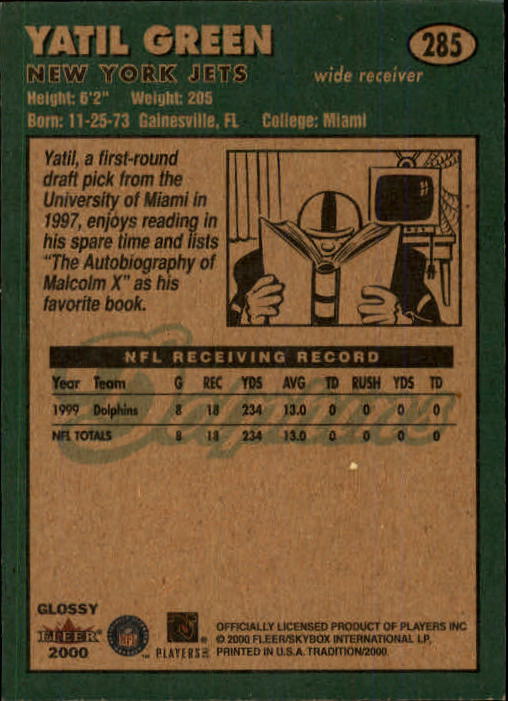 YATIL GREEN
285
NEW YORK JETS
wide receiver
Height: 6'2" Weight: 205
Born: 11-25-73 Gainesville, FL College: Miami
Yatil, a first-round
draft pick from the
University of Miami in
1997, enjoys reading in
his spare time and lists
"The Autobiography of
Malcolm X" as his
favorite book.
NFL RECEIVING RECORD
Year Team G REC YDS AVG TD RUSH YDS TD
1999 Dolphins 8 18 234 13.0 0 0 0 0
NFL TOTALS 8 18 234 13.0 0 0 0 0
Dolphins
GLOSSY
FLEER
2000
NFL
PLAYERS INC
OFFICIALLY LICENSED PRODUCT OF PLAYERS INC
© 2000 FLEER/SKYBOX INTERNATIONAL LP.
PRINTED IN U.S.A. TRADITION/2000